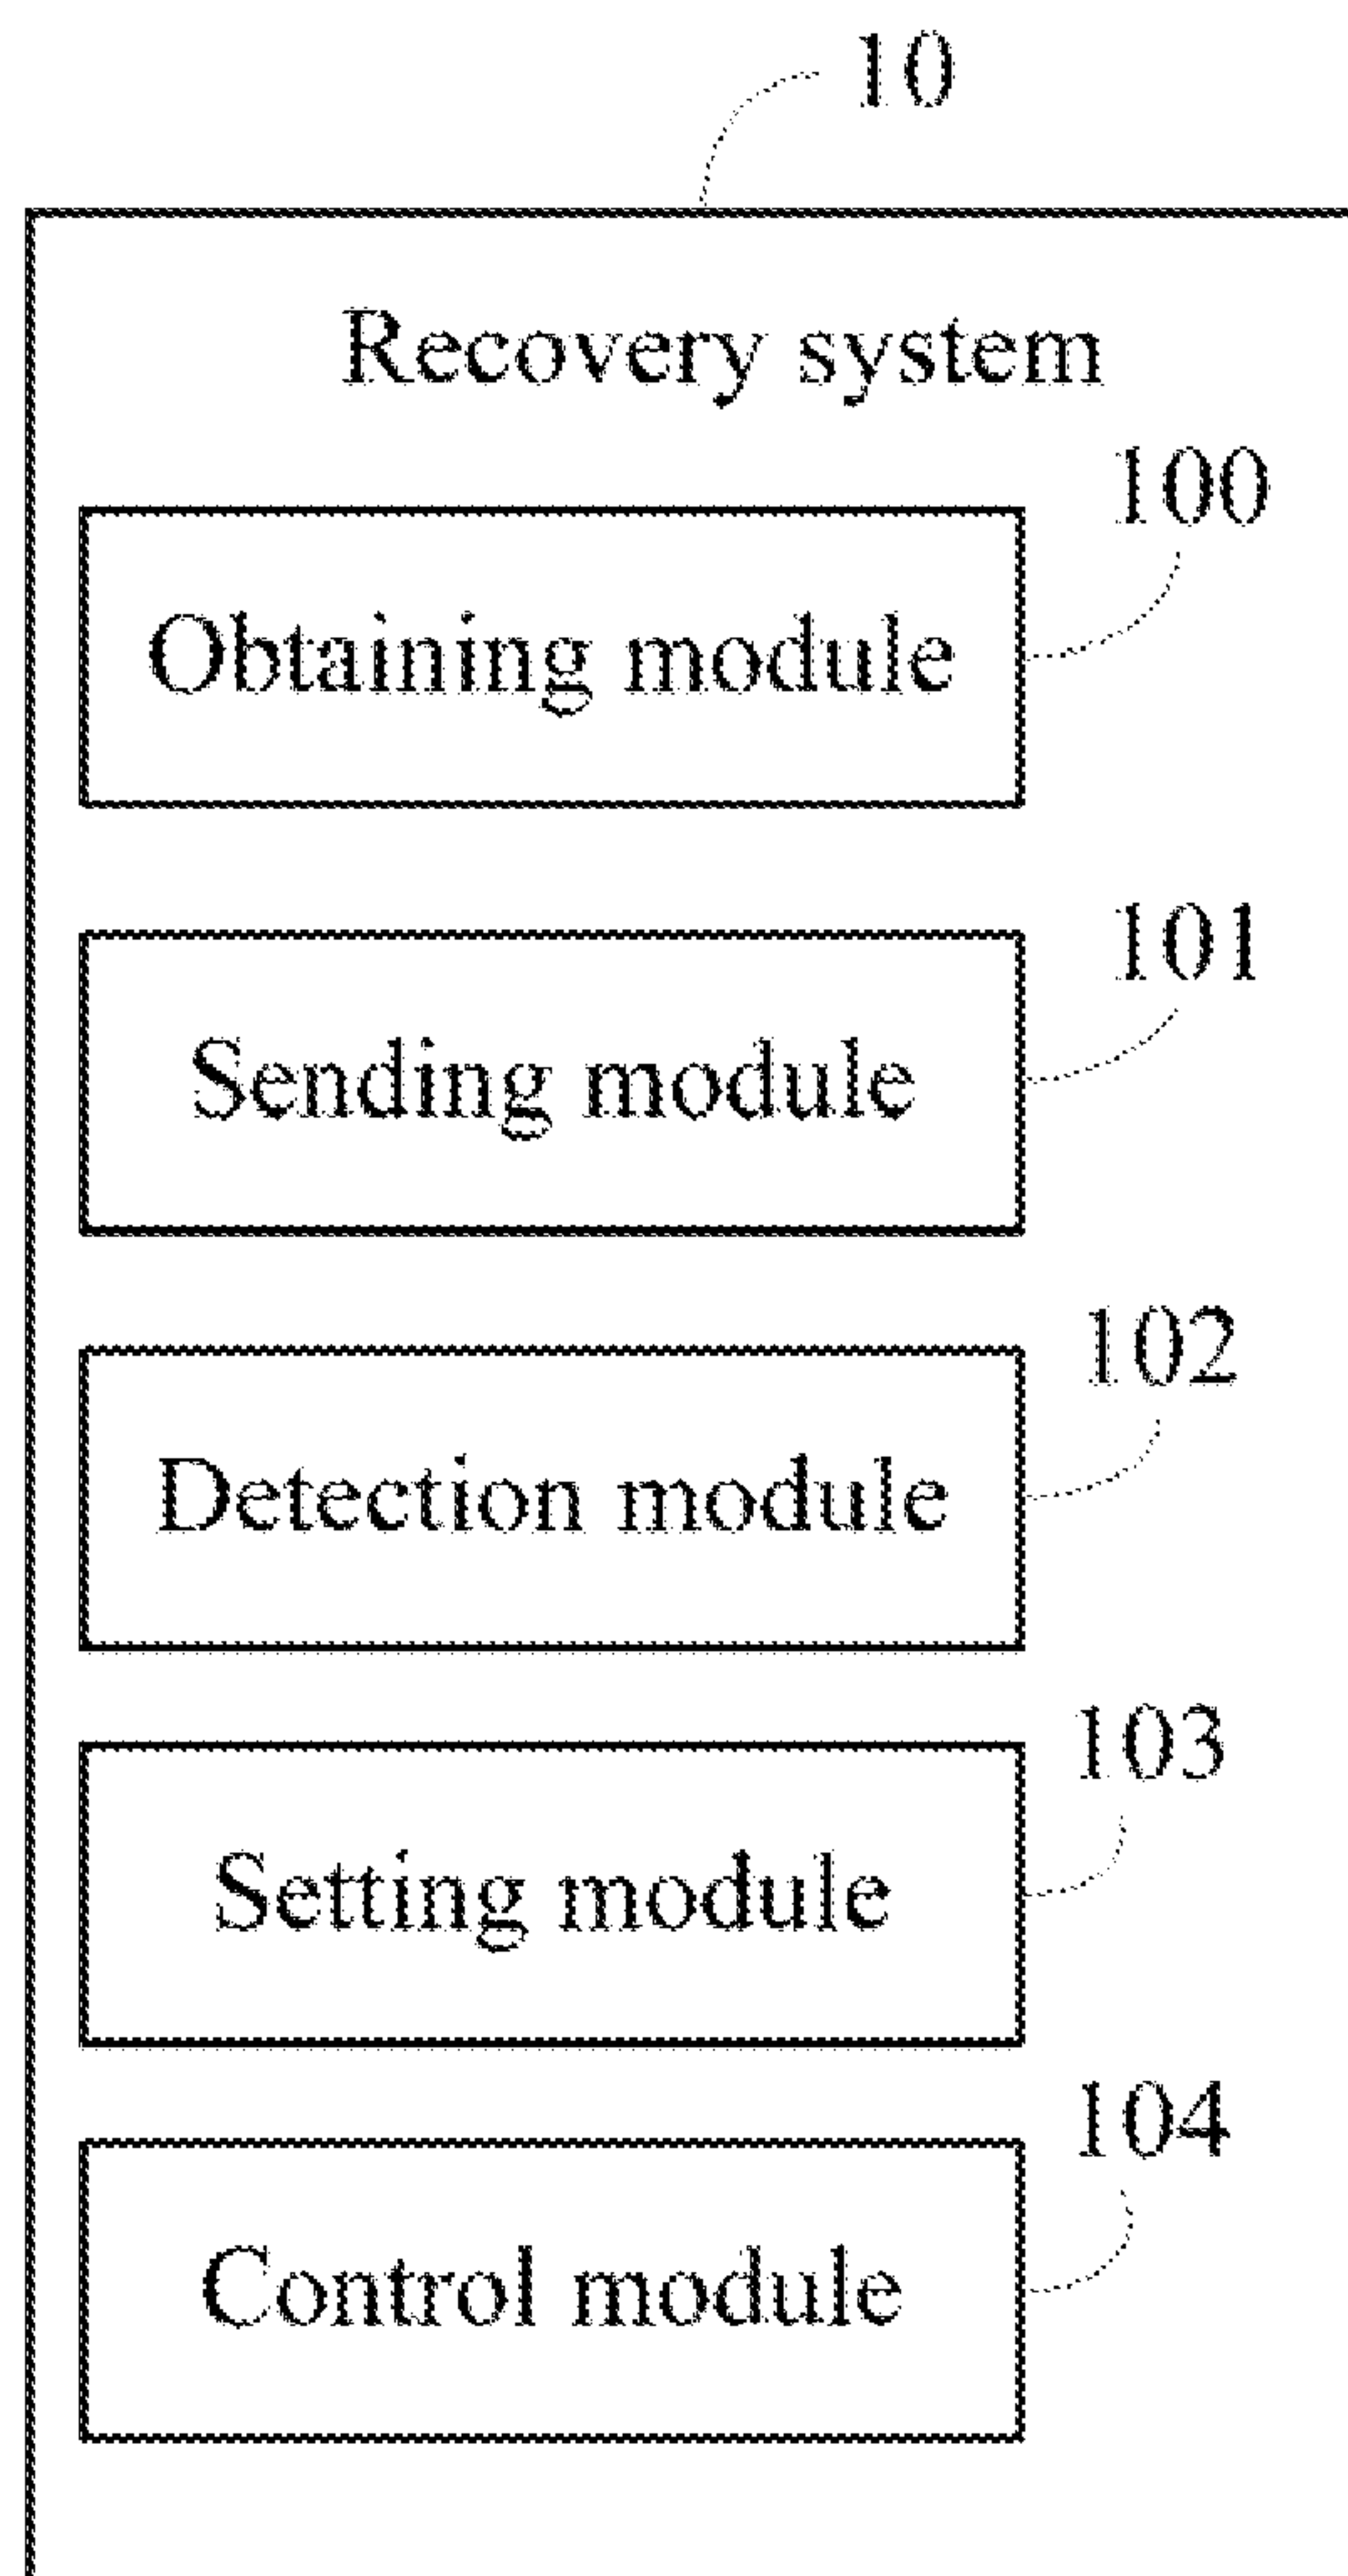 10
Recovery system
100
Obtaining module
101
Sending module
102
Detection module
103
Setting module
104
Control module